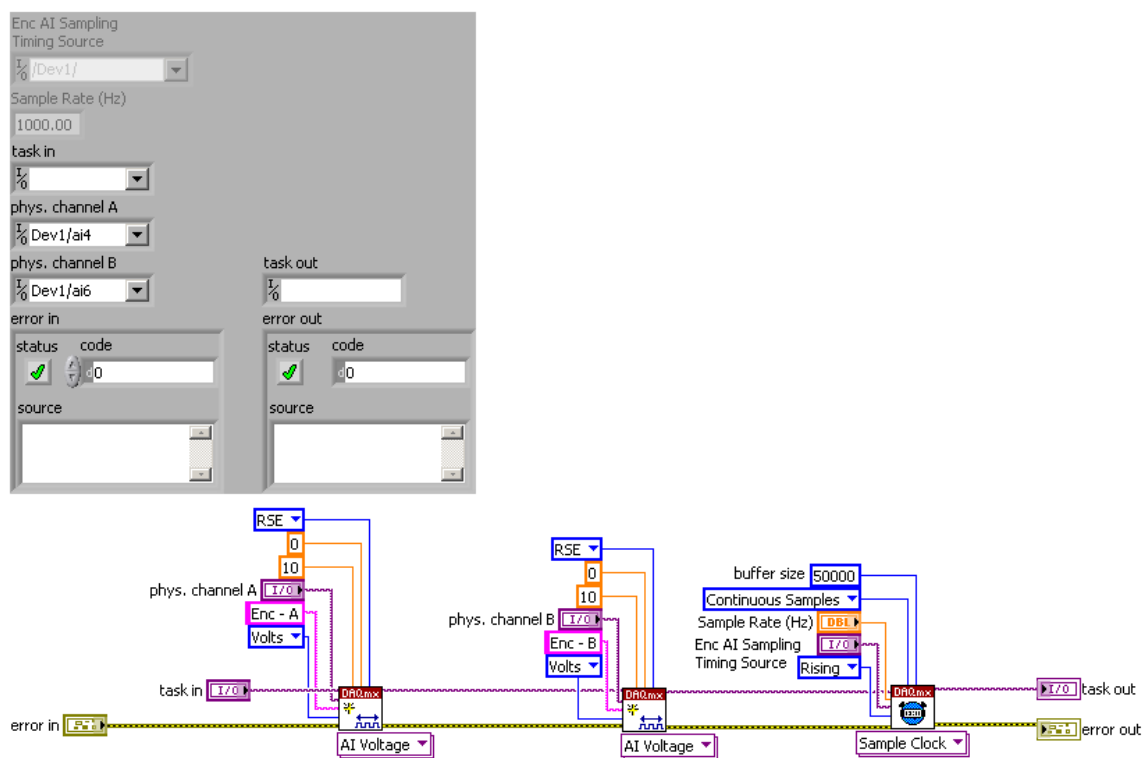 Enc AI Sampling
Timing Source
I/O /Dev1/
Sample Rate (Hz)
1000.00
task in
I/O
phys. channel A
I/O Dev1/ai4
phys. channel B
I/O Dev1/ai6
task out
I/O
error in
status code
d0
source
error out
status code
d0
source
RSE
0
10
phys. channel A I/O
Enc - A
Volts
RSE
0
10
phys. channel B I/O
Enc - B
Volts
buffer size 50000
Continuous Samples
Sample Rate (Hz) DBL
Enc AI Sampling
Timing Source
I/O
Rising
task in I/O
DAQmx
DAQmx
DAQmx
I/O task out
error in
error out
AI Voltage
AI Voltage
Sample Clock